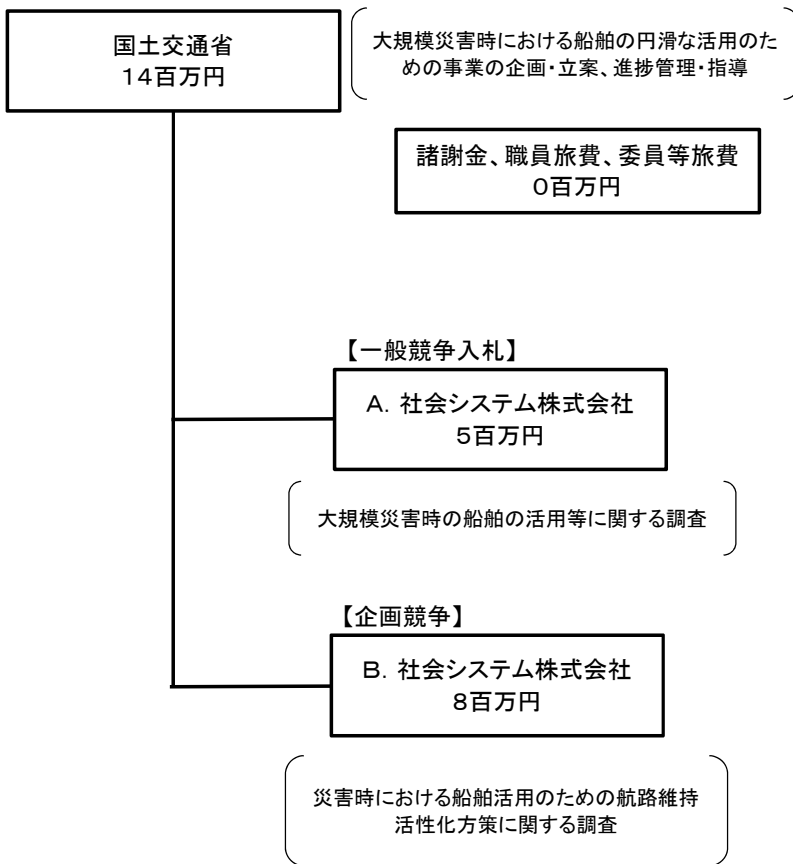 国土交通省
14百万円
大規模災害時における船舶の円滑な活用のた
めの事業の企画・立案、進捗管理・指導
諸謝金、職員旅費、委員等旅費
0百万円
【一般競争入札】
A. 社会システム株式会社
5百万円
大規模災害時の船舶の活用等に関する調査
【企画競争】
B. 社会システム株式会社
8百万円
災害時における船舶活用のための航路維持
活性化方策に関する調査